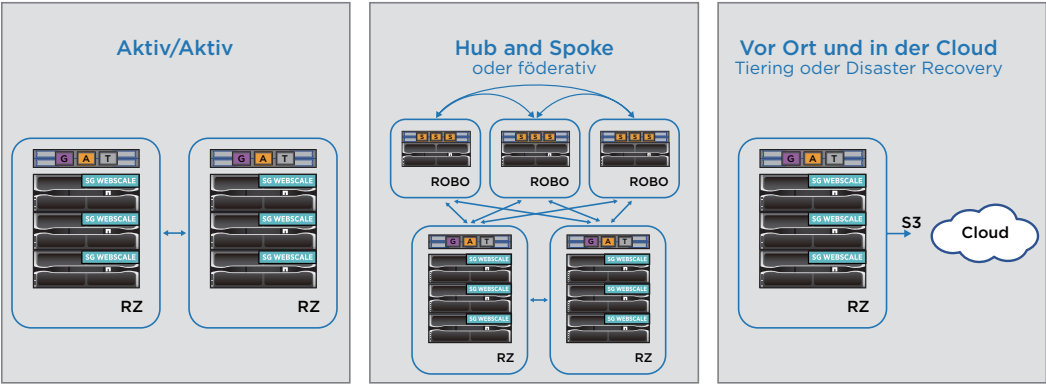 Aktiv/Aktiv
G A T
SG WEBSCALE
SG WEBSCALE
SG WEBSCALE
RZ
G A T
SG WEBSCALE
SG WEBSCALE
SG WEBSCALE
RZ
Hub and Spoke
oder föderativ
S S S
ROBO
S S S
ROBO
S S S
ROBO
G A T
SG WEBSCALE
SG WEBSCALE
SG WEBSCALE
RZ
G A T
SG WEBSCALE
SG WEBSCALE
SG WEBSCALE
RZ
Vor Ort und in der Cloud
Tiering oder Disaster Recovery
G A T
SG WEBSCALE
SG WEBSCALE
SG WEBSCALE
RZ
S3
Cloud